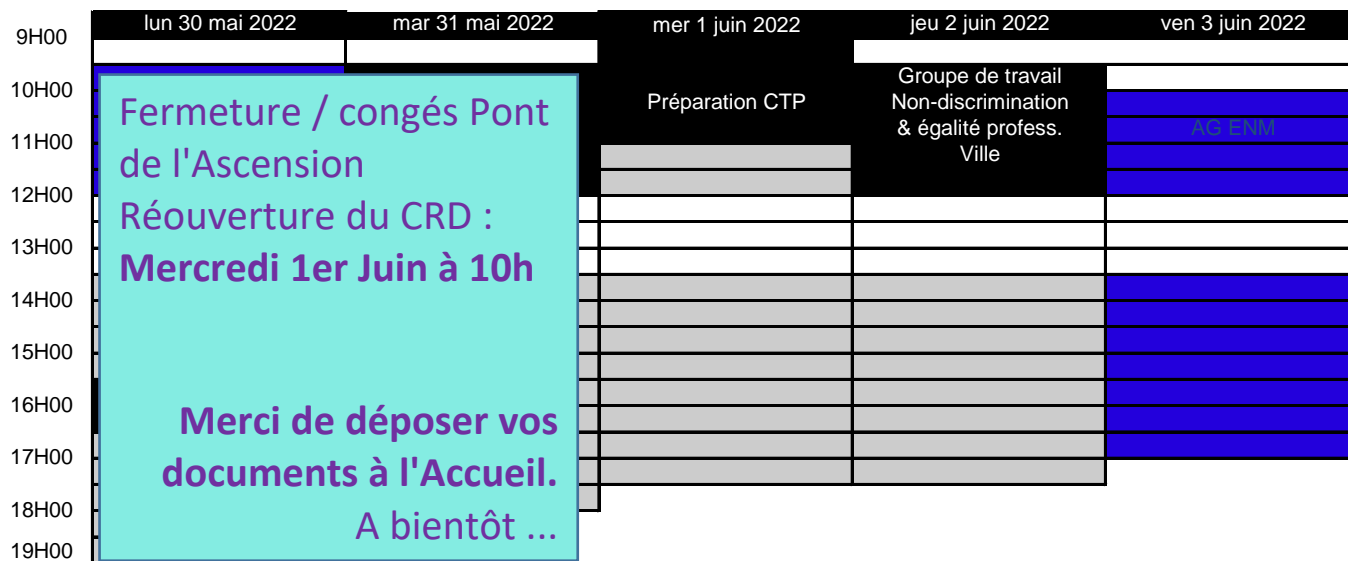 lun 30 mai 2022
mar 31 mai 2022
mer 1 juin 2022
jeu 2 juin 2022
ven 3 juin 2022
9H00
10H00
11H00
12H00
13H00
14H00
15H00
16H00
17H00
18H00
19H00
Fermeture / congés Pont
de l'Ascension
Réouverture du CRD :
Mercredi 1er Juin à 10h
Merci de déposer vos
documents à l'Accueil.
A bientôt ...
Préparation CTP
Groupe de travail
Non-discrimination
& égalité profess.
Ville
AG ENM